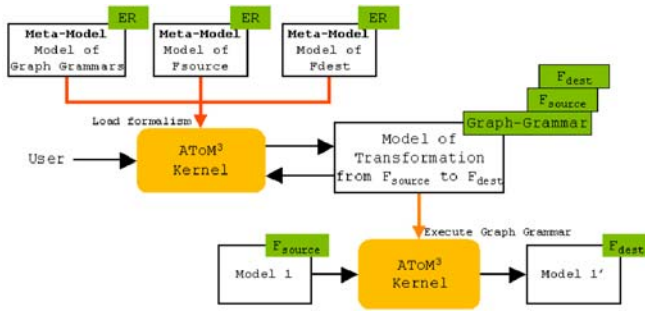 ER
ER
ER
Meta-Model
Model of
Graph Grammars
Meta-Model
Model of
Fsource
Meta-Model
Model of
Fdest
Fdest
Fsource
Graph-Grammar
Load formalism
User
AToM³
Kernel
Model of
Transformation
from Fsource to Fdest
Execute Graph Grammar
Fsource
Model 1
AToM³
Kernel
Fdest
Model 1’